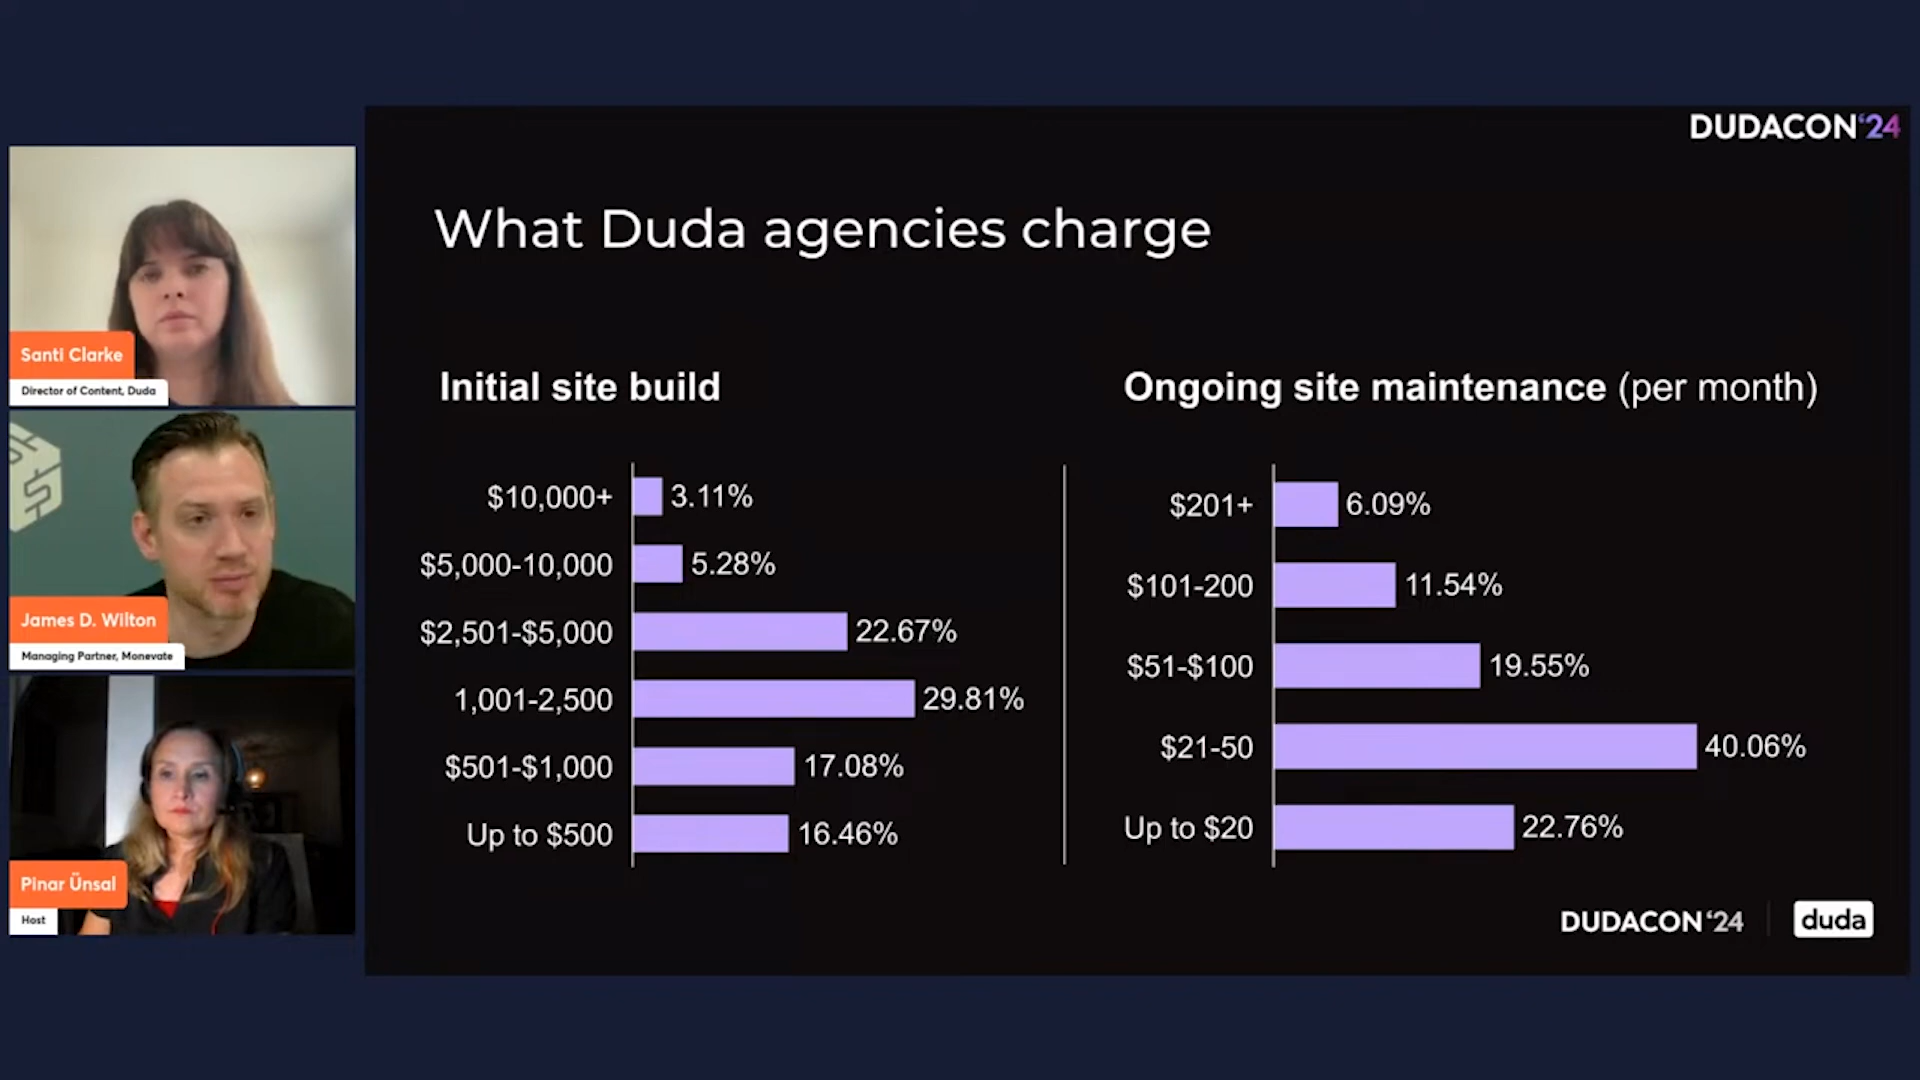 DUDACON‘24
What Duda agencies charge
Initial site build
$10,000+ 3.11%
$5,000-10,000 5.28%
$2,501-$5,000 22.67%
1,001-2,500 29.81%
$501-$1,000 17.08%
Up to $500 16.46%
Ongoing site maintenance (per month)
$201+ 6.09%
$101-200 11.54%
$51-$100 19.55%
$21-50 40.06%
Up to $20 22.76%
DUDACON‘24
duda
Santi Clarke
Director of Content, Duda
James D. Wilton
Managing Partner, Monevate
Pinar Ünsal
Host